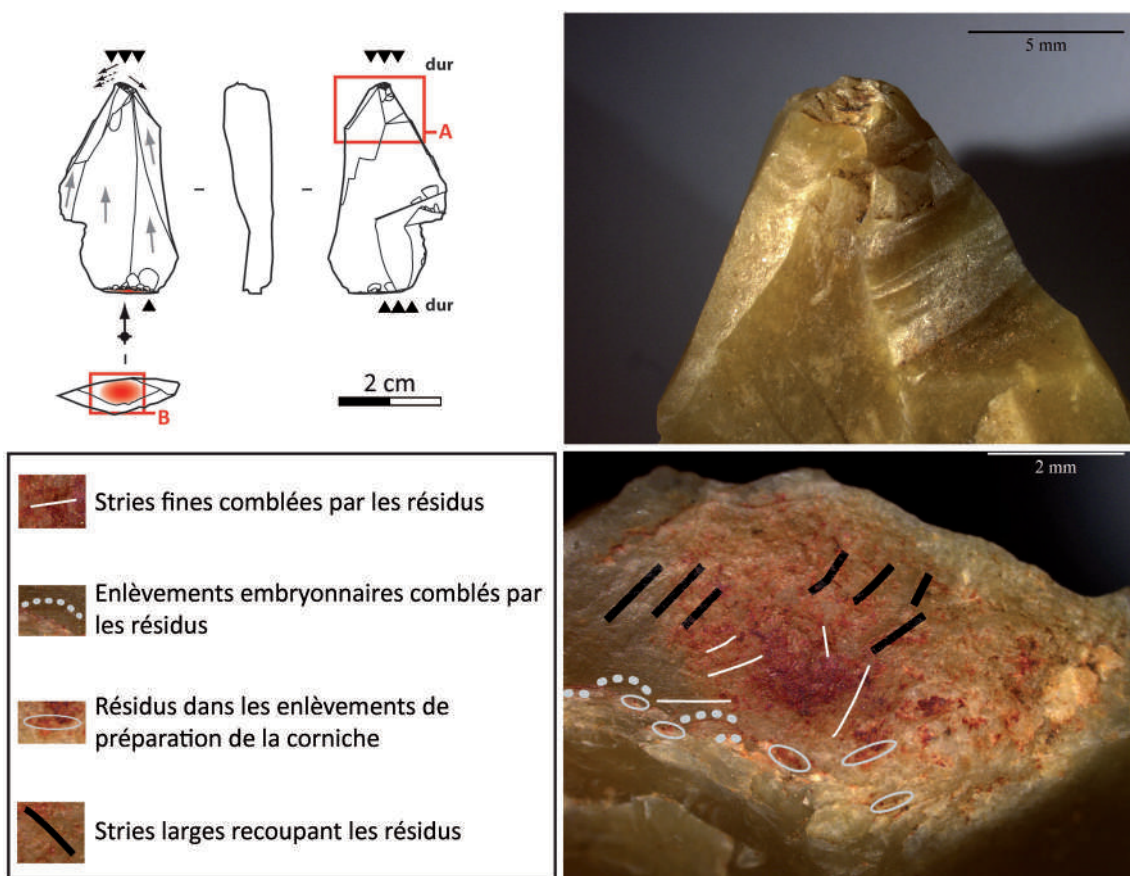 dur
A
dur
B
2 cm
5 mm
Stries fines comblées par les résidus
Enlèvements embryonnaires comblés par
les résidus
Résidus dans les enlèvements de
préparation de la corniche
Stries larges recoupant les résidus
2 mm